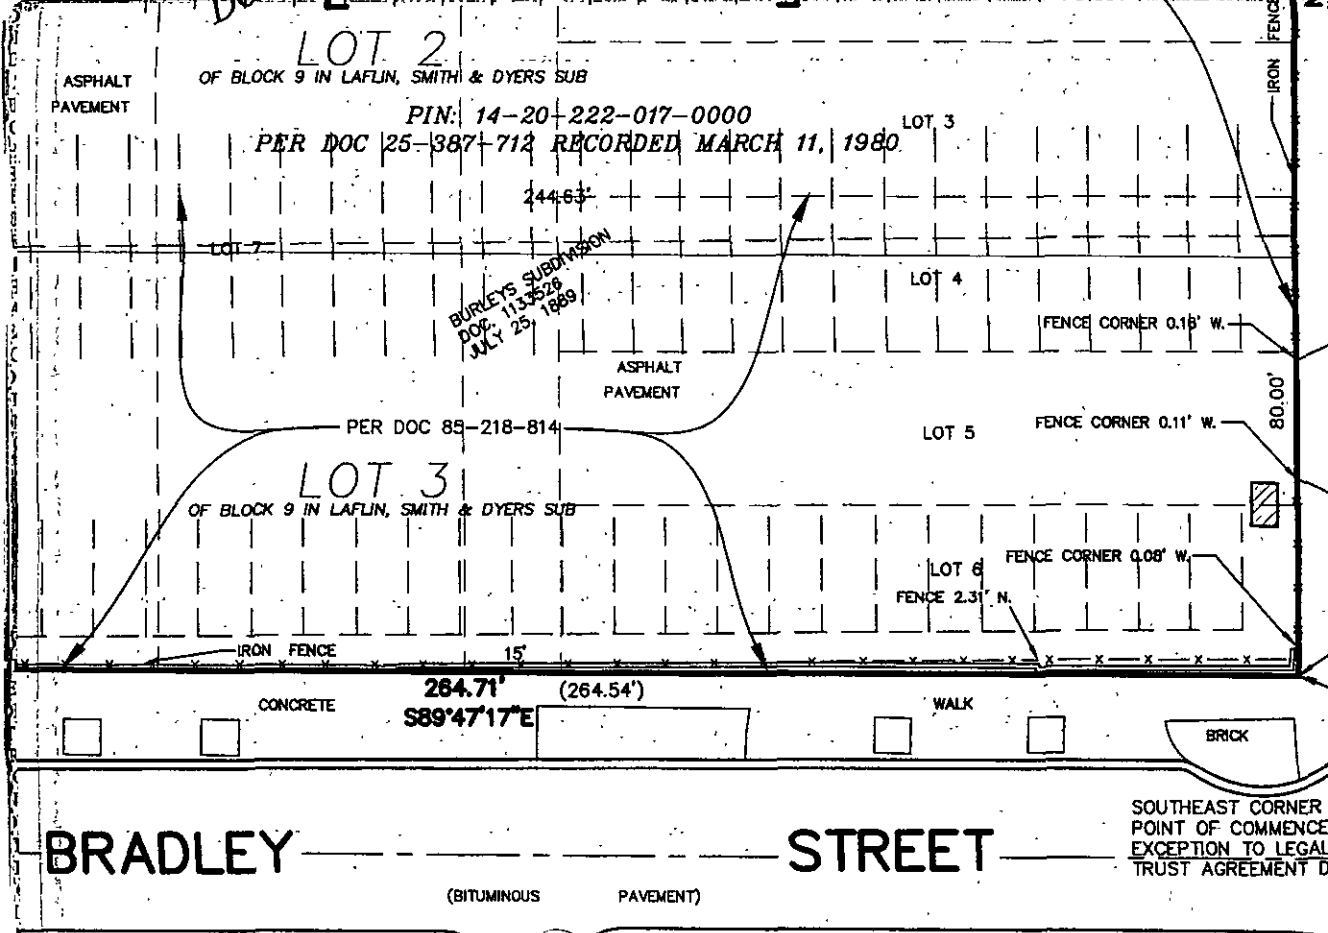 LOT 2
OF BLOCK 9 IN LAFLIN, SMITH & DYERS SUB
ASPHALT
PAVEMENT
PIN: 14-20-222-017-0000
PER DOC 25-387-712 RECORDED MARCH 11, 1980
LOT 3
IRON FENCE
244.63'
LOT 7
BURLEYS SUBDIVISION
DOC. 1133526
JULY 25, 1889
LOT 4
FENCE CORNER 0.16' W.
ASPHALT
PAVEMENT
80.00'
PER DOC 85-218-814
LOT 5
FENCE CORNER 0.11' W.
LOT 3
OF BLOCK 9 IN LAFLIN, SMITH & DYERS SUB
FENCE CORNER 0.08' W.
LOT 6
FENCE 2.31' N.
IRON FENCE
15'
264.71'
(264.54')
S89°47'17"E
CONCRETE
WALK
BRICK
SOUTHEAST CORNER
POINT OF COMMENCE
EXCEPTION TO LEGAL
TRUST AGREEMENT D
BRADLEY
STREET
(BITUMINOUS
PAVEMENT)